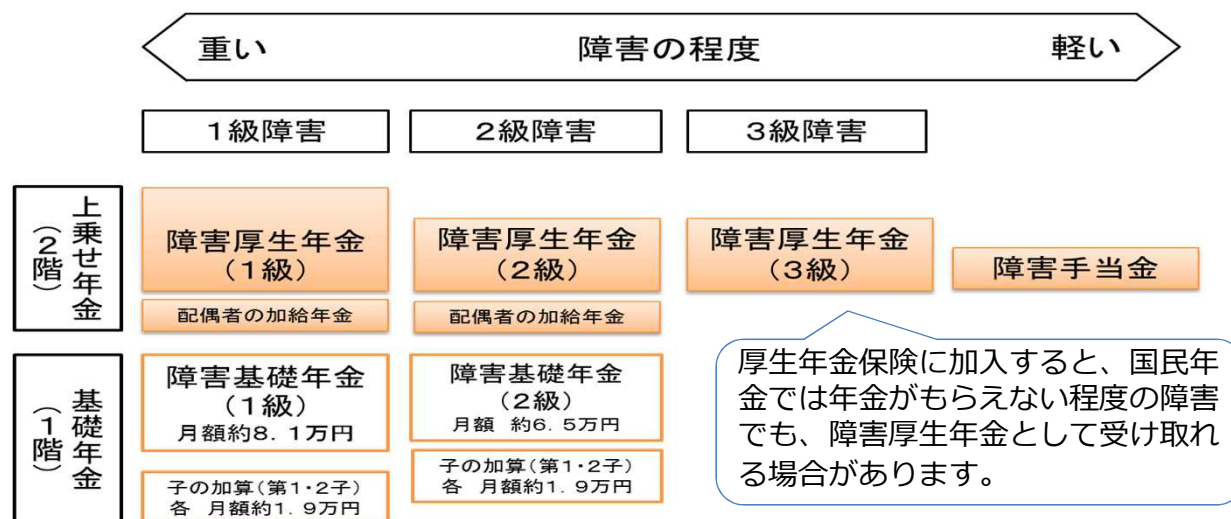 重い 障害の程度 軽い
1級障害 2級障害 3級障害
上乗せ年金
（2階）
障害厚生年金
（1級）
障害厚生年金
（2級）
障害厚生年金
（3級）
障害手当金
配偶者の加給年金
配偶者の加給年金
基礎年金
（1階）
障害基礎年金
（1級）
月額約8．1万円
障害基礎年金
（2級）
月額 約6．5万円
子の加算（第1・2子）
各 月額約1．9万円
子の加算（第1・2子）
各 月額約1．9万円
厚生年金保険に加入すると、国民年
金では年金がもらえない程度の障害
でも、障害厚生年金として受け取れ
る場合があります。